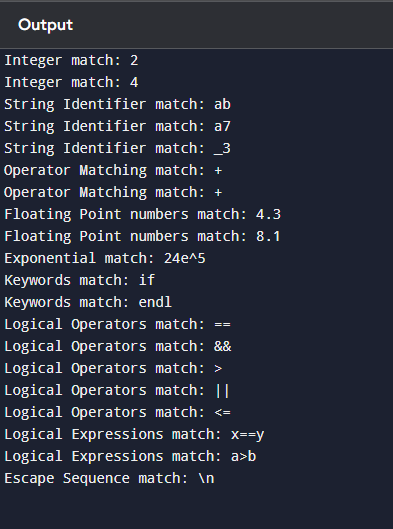 Output
Integer match: 2
Integer match: 4
String Identifier match: ab
String Identifier match: a7
String Identifier match: _3
Operator Matching match: +
Operator Matching match: +
Floating Point numbers match: 4.3
Floating Point numbers match: 8.1
Exponential match: 24e^5
Keywords match: if
Keywords match: endl
Logical Operators match: ==
Logical Operators match: &&
Logical Operators match: >
Logical Operators match: ||
Logical Operators match: <=
Logical Expressions match: x==y
Logical Expressions match: a>b
Escape Sequence match: \n